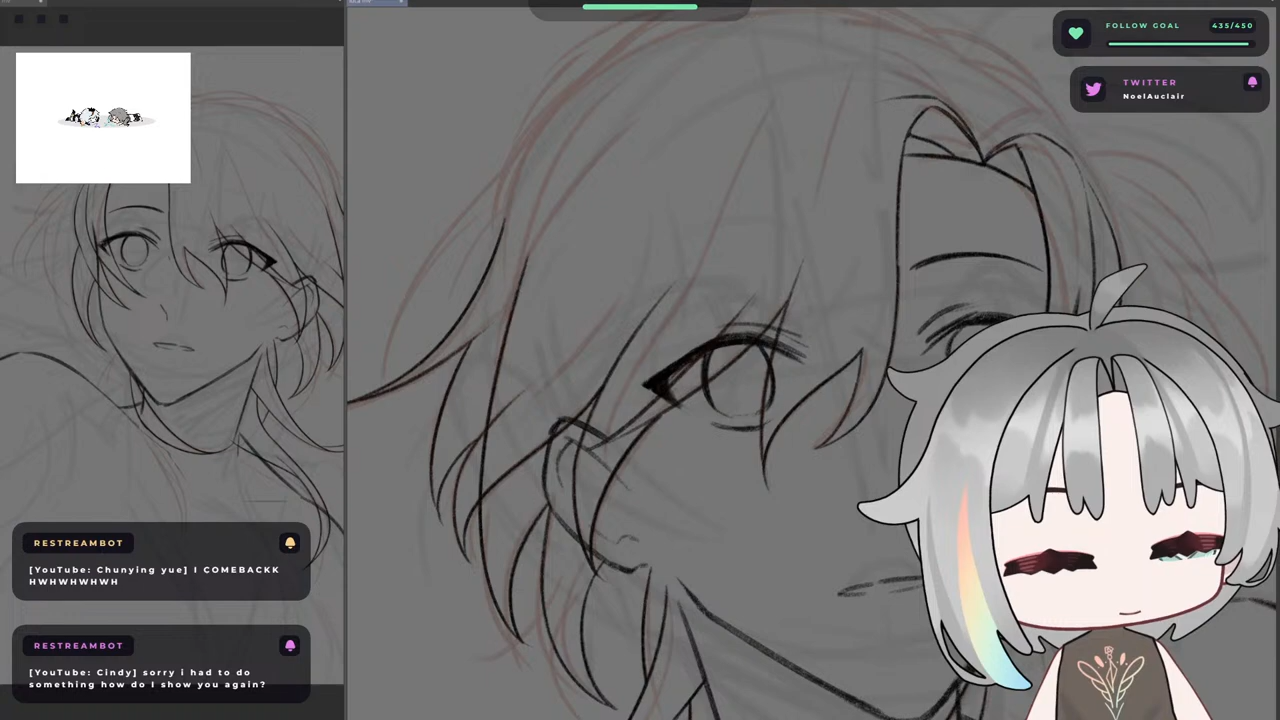 FOLLOW GOAL 435/450
TWITTER
NoelAuclair
RESTREAMBOT
[YouTube: Chunying yue] I COMEBACKK
HWHWHWHWH
RESTREAMBOT
[YouTube: Cindy] sorry i had to do
something how do I show you again?